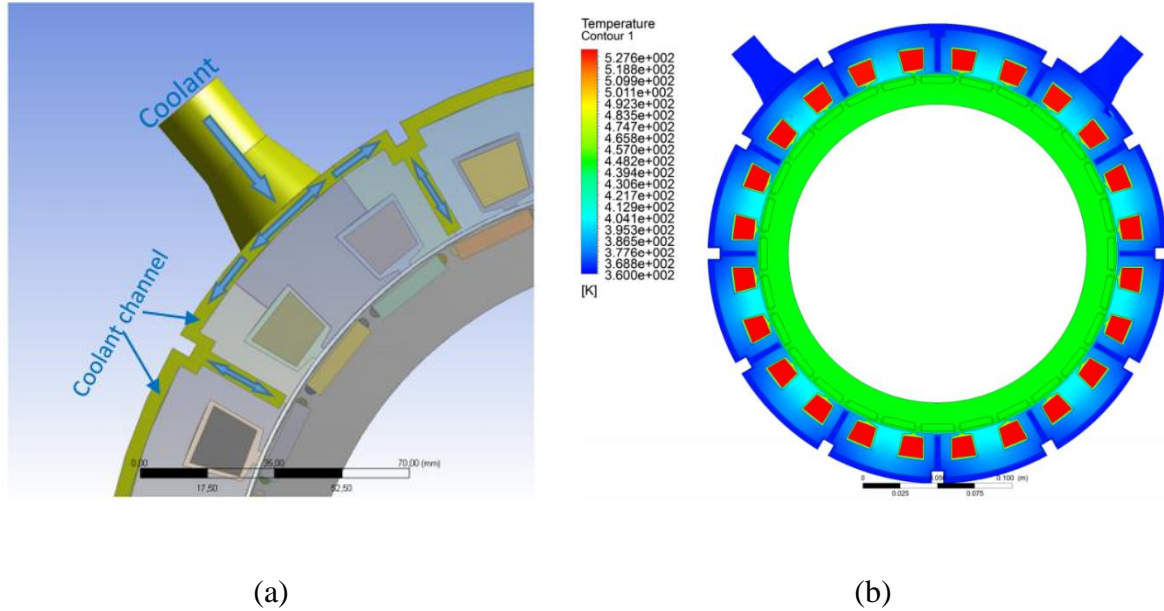 Coolant
Coolant channel
0,00
35,00
70,00 (mm)
17,50
52,50
Temperature
Contour 1
5.276e+002
5.188e+002
5.099e+002
5.011e+002
4.923e+002
4.835e+002
4.747e+002
4.658e+002
4.570e+002
4.482e+002
4.394e+002
4.306e+002
4.217e+002
4.129e+002
4.041e+002
3.953e+002
3.865e+002
3.776e+002
3.688e+002
3.600e+002
[K]
0
0.050
0.100 (m)
0.025
0.075
(a)
(b)